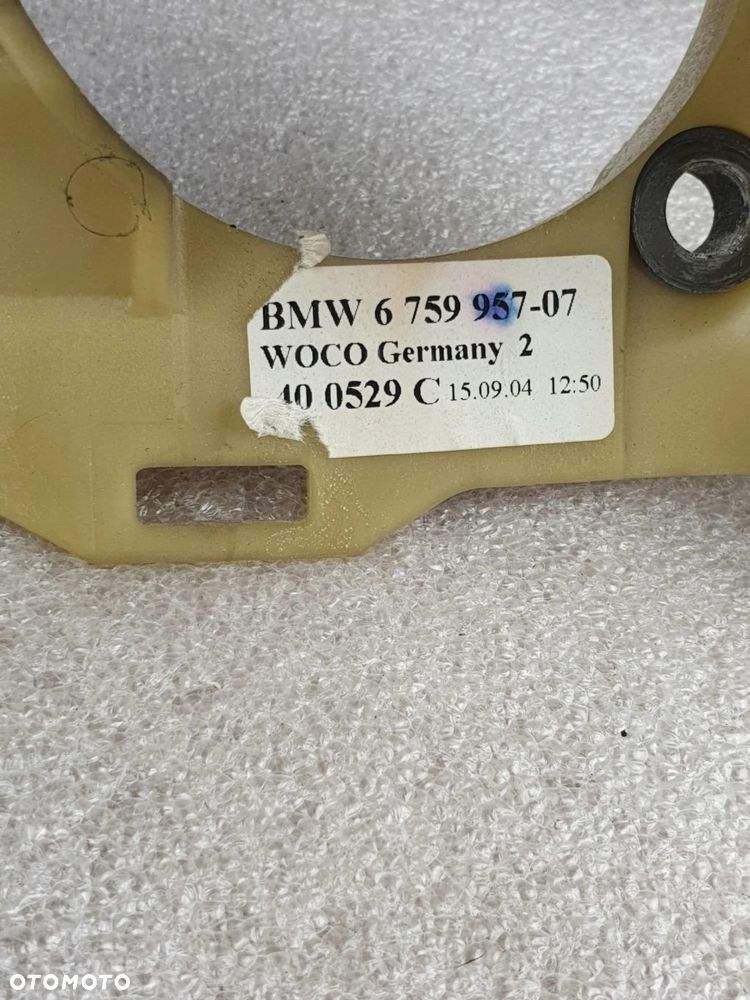 BMW 6 759 957-07
WOCO Germany 2
40 0529 C 15.09.04 12:50
OTOMOTO